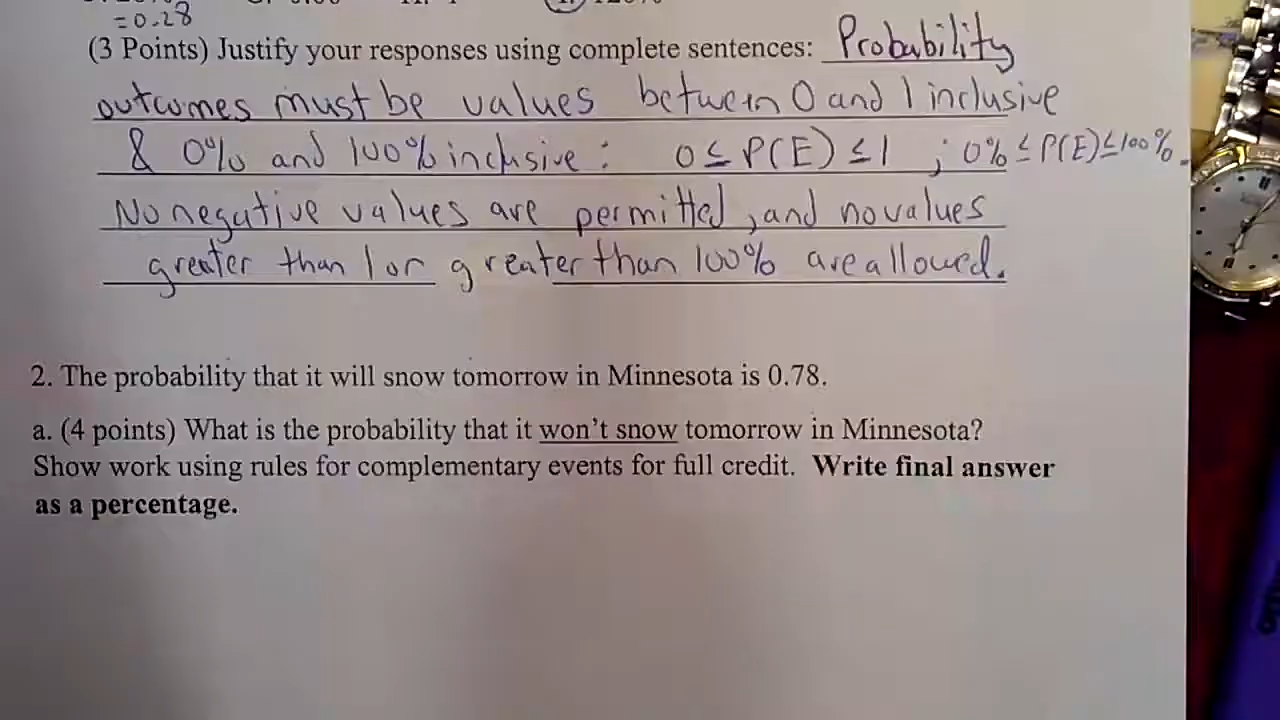 =0.28
(3 Points) Justify your responses using complete sentences: Probability
outcomes must be values between 0 and 1 inclusive
& 0% and 100% inclusive: 0 ≤ P(E) ≤ 1 ; 0% ≤ P(E) ≤ 100%.
No negative values are permitted, and no values
greater than 1 or greater than 100% are allowed.
2. The probability that it will snow tomorrow in Minnesota is 0.78.
a. (4 points) What is the probability that it won't snow tomorrow in Minnesota?
Show work using rules for complementary events for full credit. Write final answer
as a percentage.